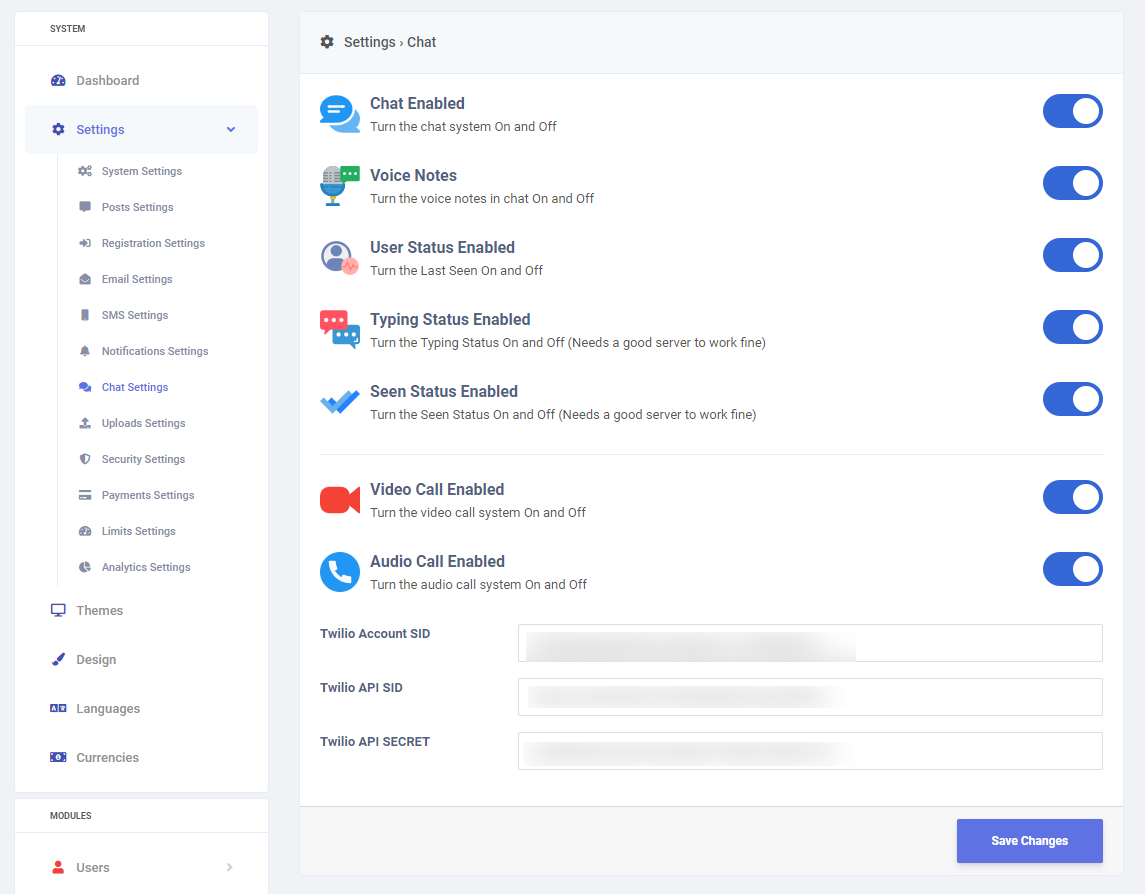 SYSTEM
Dashboard
Settings
System Settings
Posts Settings
Registration Settings
Email Settings
SMS Settings
Notifications Settings
Chat Settings
Uploads Settings
Security Settings
Payments Settings
Limits Settings
Analytics Settings
Themes
Design
Languages
Currencies
MODULES
Users
Settings › Chat
Chat Enabled
Turn the chat system On and Off
Voice Notes
Turn the voice notes in chat On and Off
User Status Enabled
Turn the Last Seen On and Off
Typing Status Enabled
Turn the Typing Status On and Off (Needs a good server to work fine)
Seen Status Enabled
Turn the Seen Status On and Off (Needs a good server to work fine)
Video Call Enabled
Turn the video call system On and Off
Audio Call Enabled
Turn the audio call system On and Off
Twilio Account SID
Twilio API SID
Twilio API SECRET
Save Changes